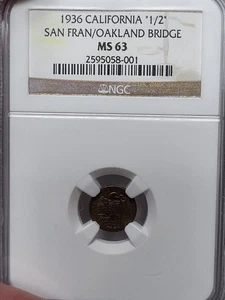 1936 CALIFORNIA "1/2"
SAN FRAN/OAKLAND BRIDGE
MS 63
2595058-001
NGC